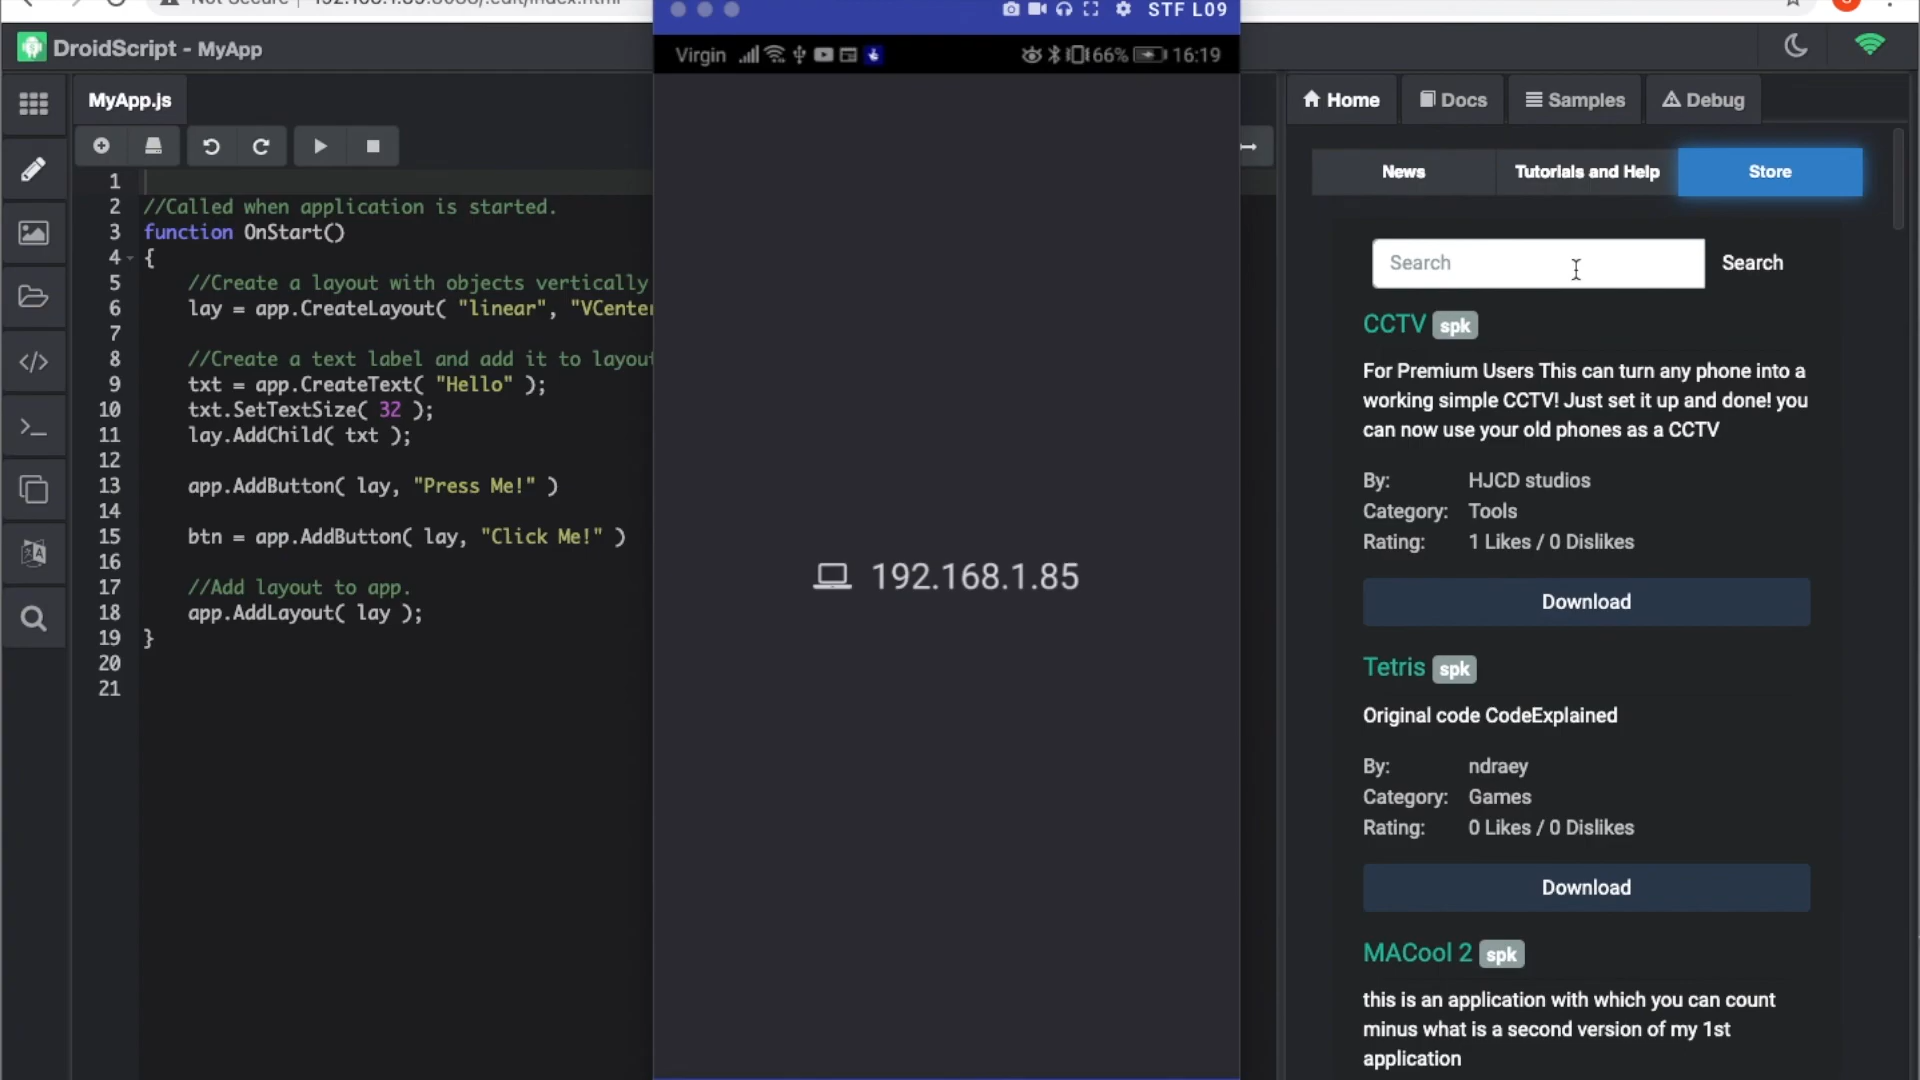 DroidScript - MyApp
MyApp.js
1
2 //Called when application is started.
3 function OnStart()
4 {
5 //Create a layout with objects vertically
6 lay = app.CreateLayout( "linear", "VCenter
7
8 //Create a text label and add it to layout
9 txt = app.CreateText( "Hello" );
10 txt.SetTextSize( 32 );
11 lay.AddChild( txt );
12
13 app.AddButton( lay, "Press Me!" )
14
15 btn = app.AddButton( lay, "Click Me!" )
16
17 //Add layout to app.
18 app.AddLayout( lay );
19 }
20
21
STF L09
Virgin 66% 16:19
192.168.1.85
Home Docs Samples Debug
News Tutorials and Help Store
Search Search
CCTV spk
For Premium Users This can turn any phone into a
working simple CCTV! Just set it up and done! you
can now use your old phones as a CCTV
By: HJCD studios
Category: Tools
Rating: 1 Likes / 0 Dislikes
Download
Tetris spk
Original code CodeExplained
By: ndraey
Category: Games
Rating: 0 Likes / 0 Dislikes
Download
MACool 2 spk
this is an application with which you can count
minus what is a second version of my 1st
application